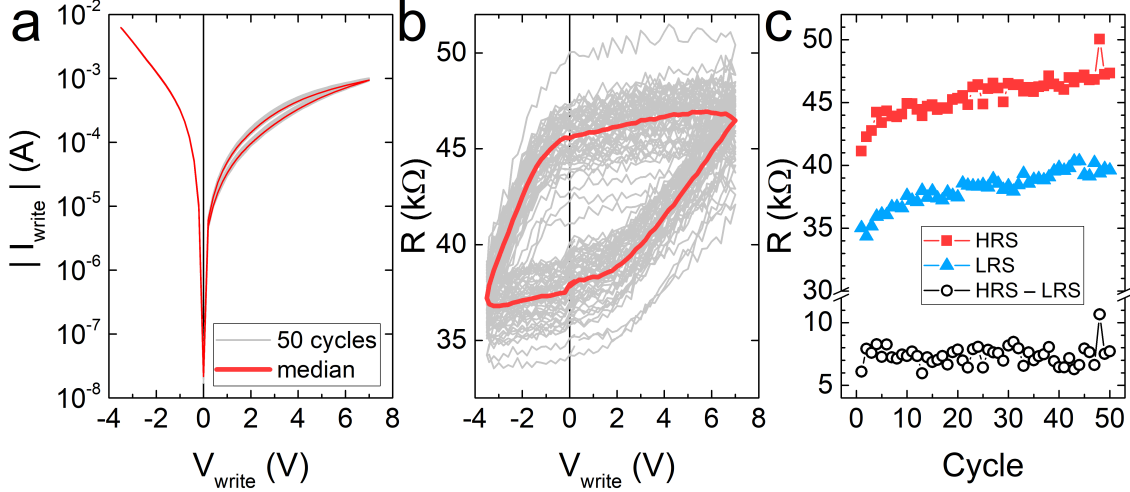 a
10⁻²
10⁻³
10⁻⁴
10⁻⁵
10⁻⁶
10⁻⁷
10⁻⁸
| I_write | (A)
50 cycles
median
-4 -2 0 2 4 6 8
V_write (V)
b
50
45
40
35
R (kΩ)
-4 -2 0 2 4 6 8
V_write (V)
c
50
45
40
35
30
10
5
R (kΩ)
HRS
LRS
HRS – LRS
0 10 20 30 40 50
Cycle